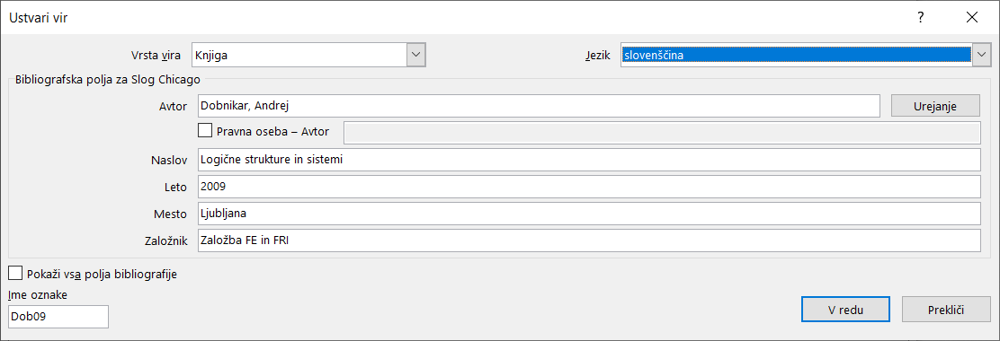 Ustvari vir ?
Vrsta vira Knjiga Jezik slovenščina
Bibliografska polja za Slog Chicago
Avtor Dobnikar, Andrej Urejanje
Pravna oseba – Avtor
Naslov Logične strukture in sistemi
Leto 2009
Mesto Ljubljana
Založnik Založba FE in FRI
Pokaži vsa polja bibliografije
Ime oznake
Dob09 V redu Prekliči